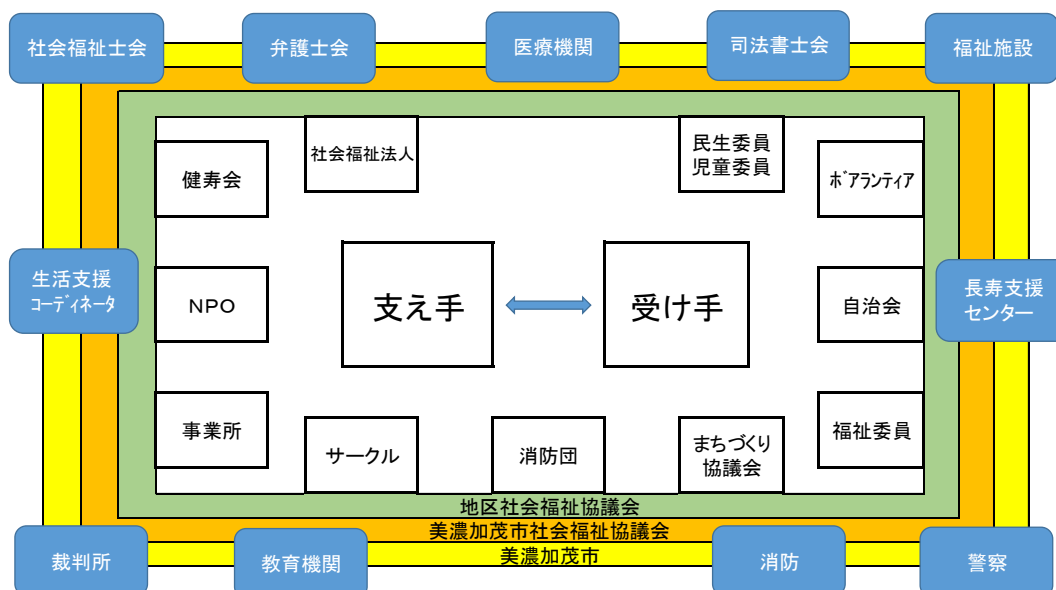 社会福祉士会
弁護士会
医療機関
司法書士会
福祉施設
社会福祉法人
民生委員
児童委員
健寿会
ボアランティア
生活支援
コーディネータ
NPO
支え手
受け手
自治会
長寿支援
センター
事業所
サークル
消防団
まちづくり
協議会
福祉委員
地区社会福祉協議会
美濃加茂市社会福祉協議会
美濃加茂市
裁判所
教育機関
消防
警察